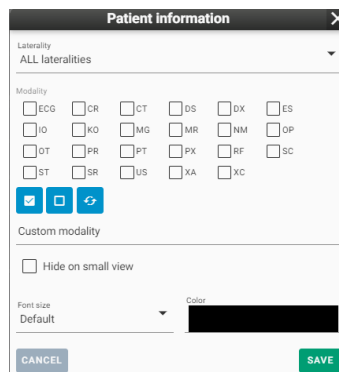 Patient information
Laterality
ALL lateralities
Modality
ECG CR CT DS DX ES
IO KO MG MR NM OP
OT PR PT PX RF SC
ST SR US XA XC
Custom modality
Hide on small view
Font size Color
Default
CANCEL SAVE